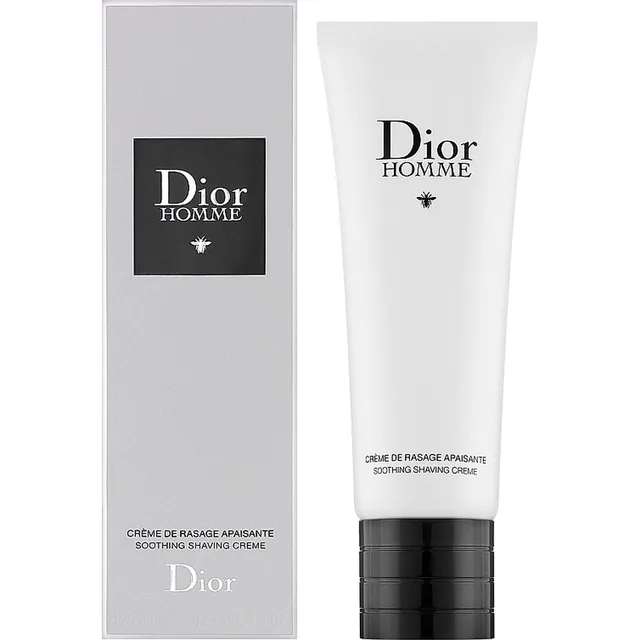 Dior
HOMME
CRÈME DE RASAGE APAISANTE
SOOTHING SHAVING CREME
Dior
Dior
HOMME
CRÈME DE RASAGE APAISANTE
SOOTHING SHAVING CREME